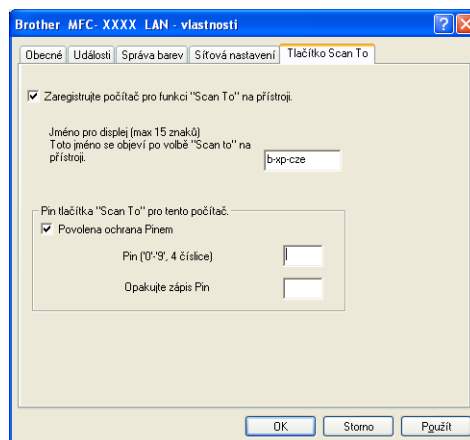 Brother MFC- XXXX LAN - vlastnosti
Obecné Události Správa barev Síťová nastavení Tlačítko Scan To
Zaregistrujte počítač pro funkci "Scan To" na přístroji.
Jméno pro displej (max 15 znaků)
Toto jméno se objeví po volbě "Scan to" na
přístroji.
b-xp-cze
Pin tlačítka "Scan To" pro tento počítač.
Povolena ochrana Pinem
Pin ('0'-'9', 4 číslice)
Opakujte zápis Pin
OK Storno Použít